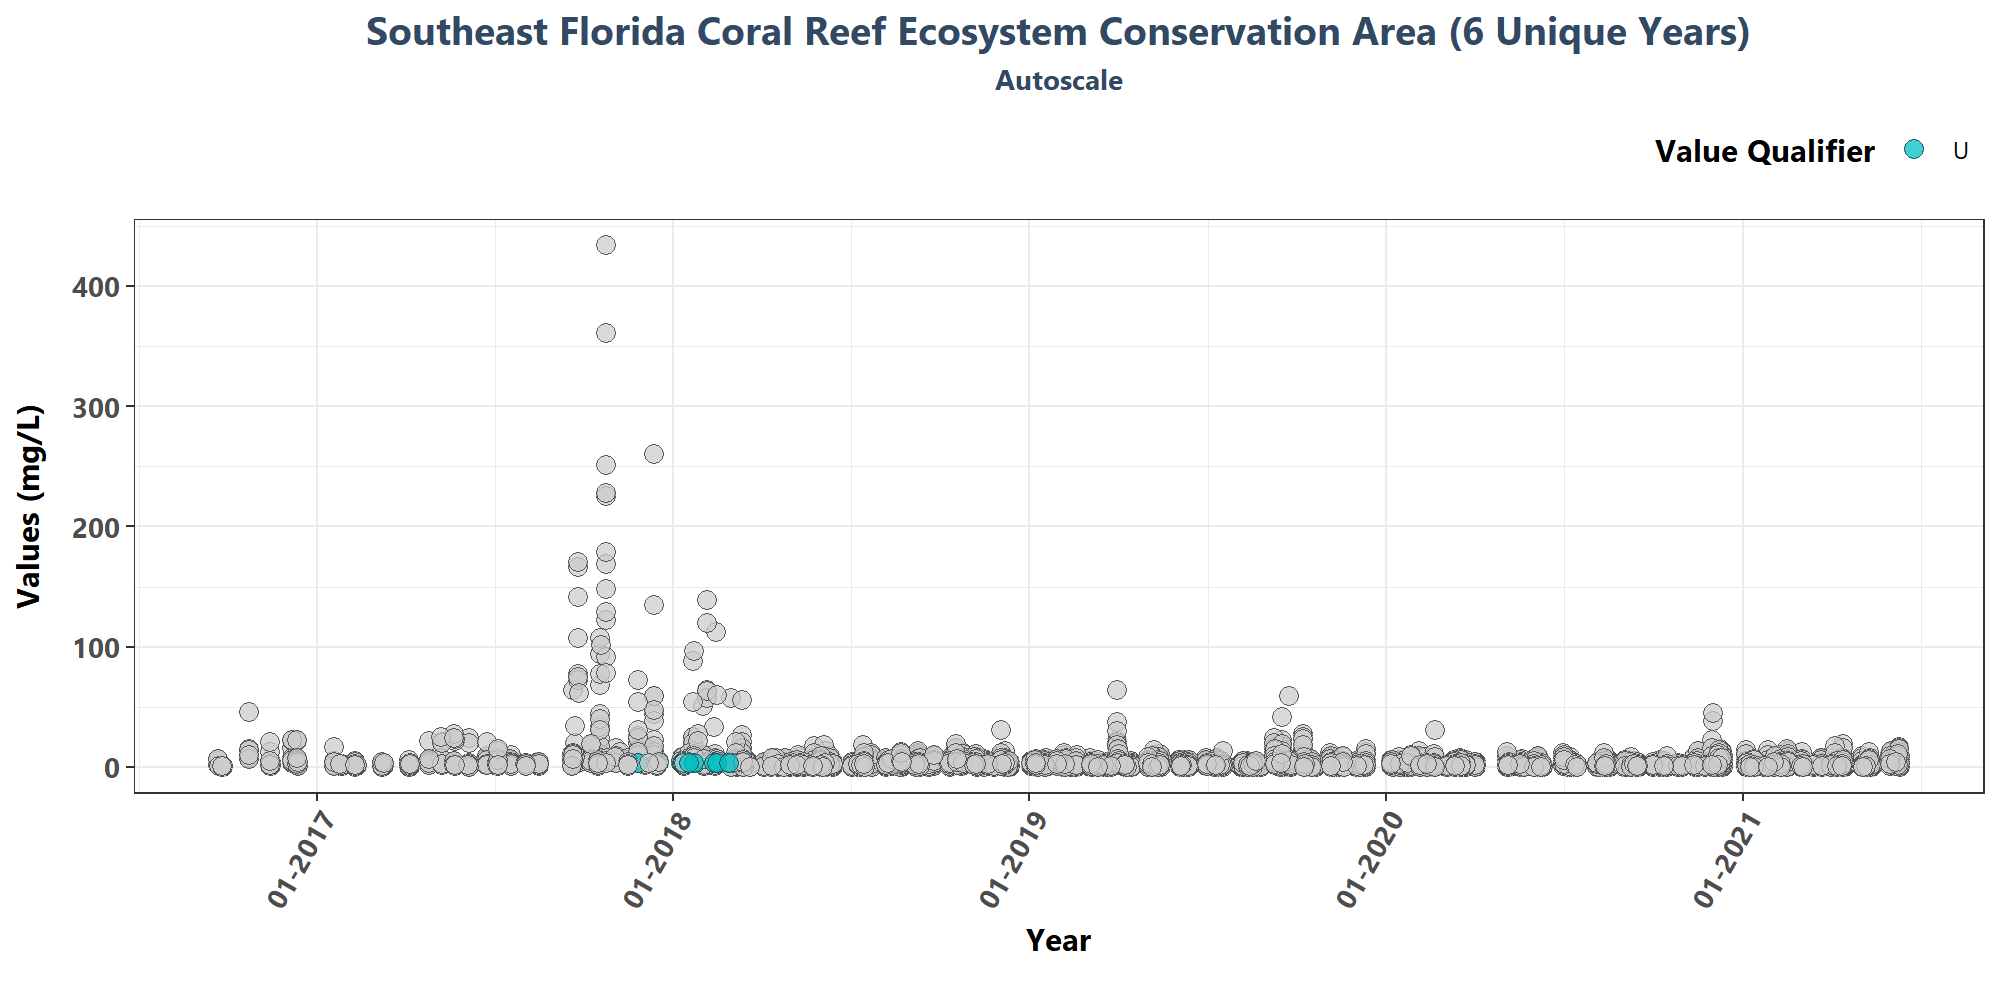 Southeast Florida Coral Reef Ecosystem Conservation Area (6 Unique Years)
Autoscale
Value Qualifier U
Values (mg/L)
400
300
200
100
0
01-2017
01-2018
01-2019
01-2020
01-2021
Year